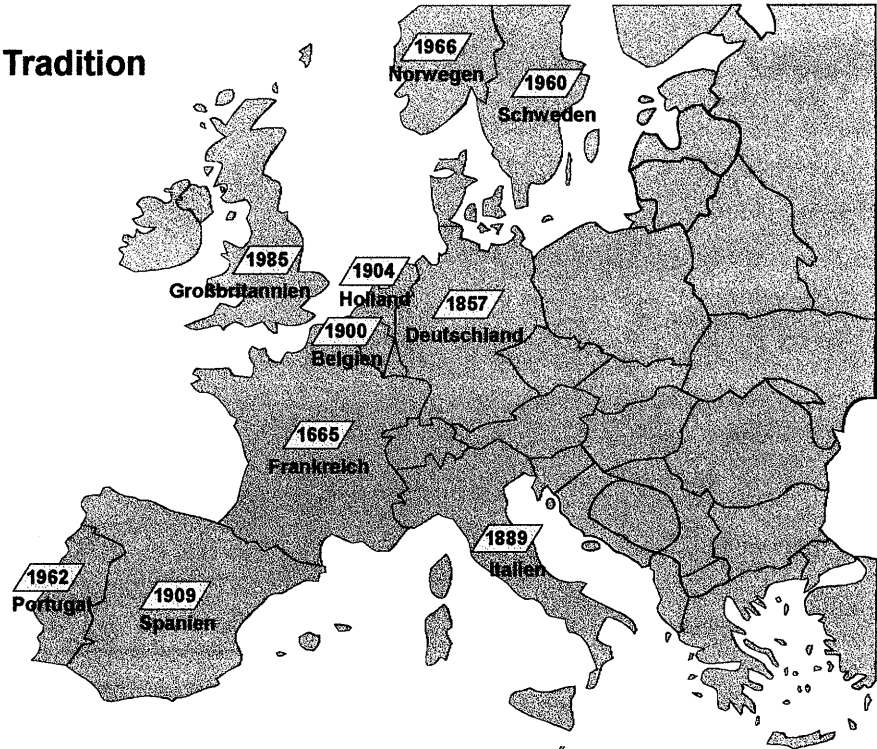 Tradition
1966
Norwegen
1960
Schweden
1985
Großbritannien
1904
Holland
1857
Deutschland
1900
Belgien
1665
Frankreich
1889
Italien
1962
Portugal
1909
Spanien